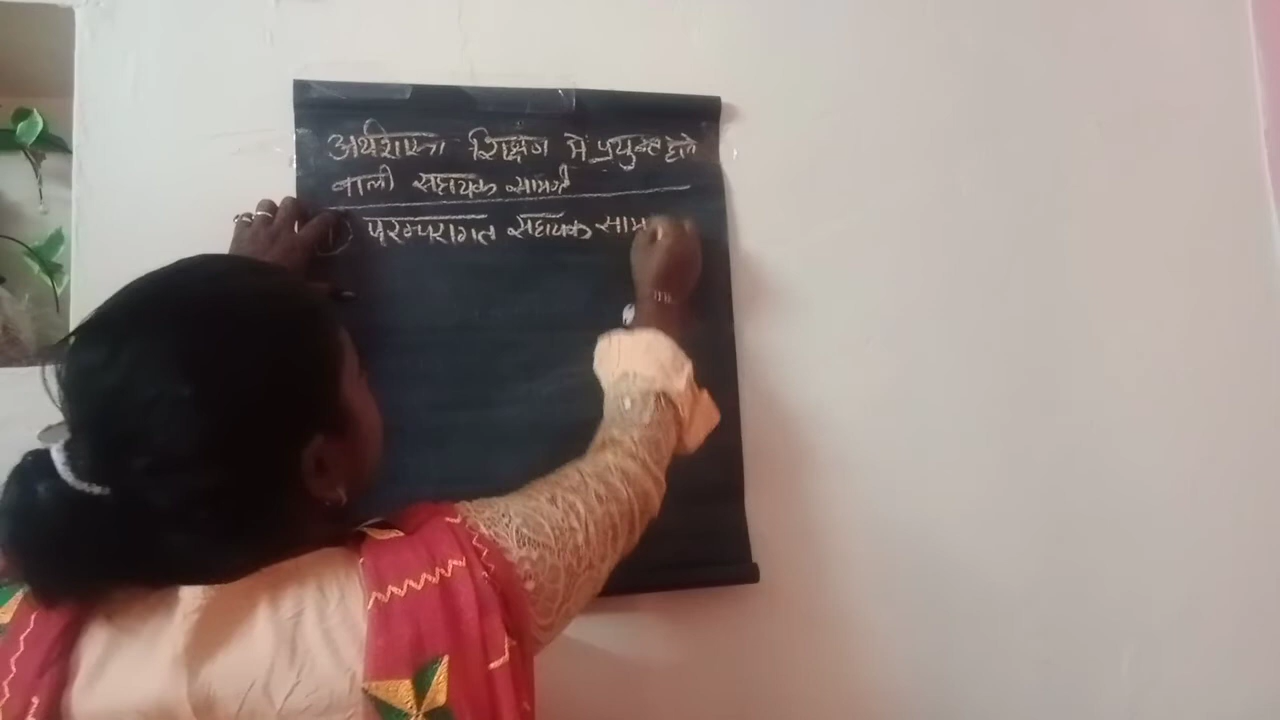 अर्थशास्त्र शिक्षण में प्रयुक्त होने
वाली सहायक सामग्री
परम्परागत सहायक साम